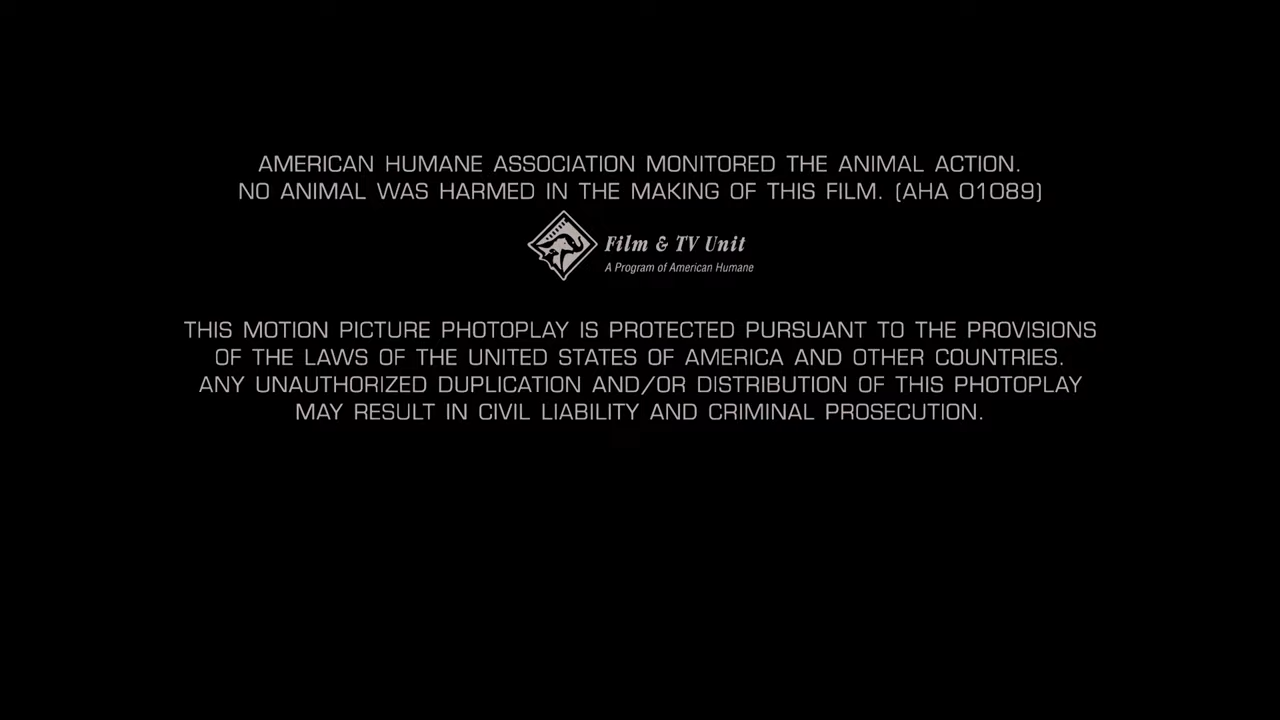 AMERICAN HUMANE ASSOCIATION MONITORED THE ANIMAL ACTION.
NO ANIMAL WAS HARMED IN THE MAKING OF THIS FILM. (AHA 01089)
Film & TV Unit
A Program of American Humane
THIS MOTION PICTURE PHOTOPLAY IS PROTECTED PURSUANT TO THE PROVISIONS
OF THE LAWS OF THE UNITED STATES OF AMERICA AND OTHER COUNTRIES.
ANY UNAUTHORIZED DUPLICATION AND/OR DISTRIBUTION OF THIS PHOTOPLAY
MAY RESULT IN CIVIL LIABILITY AND CRIMINAL PROSECUTION.